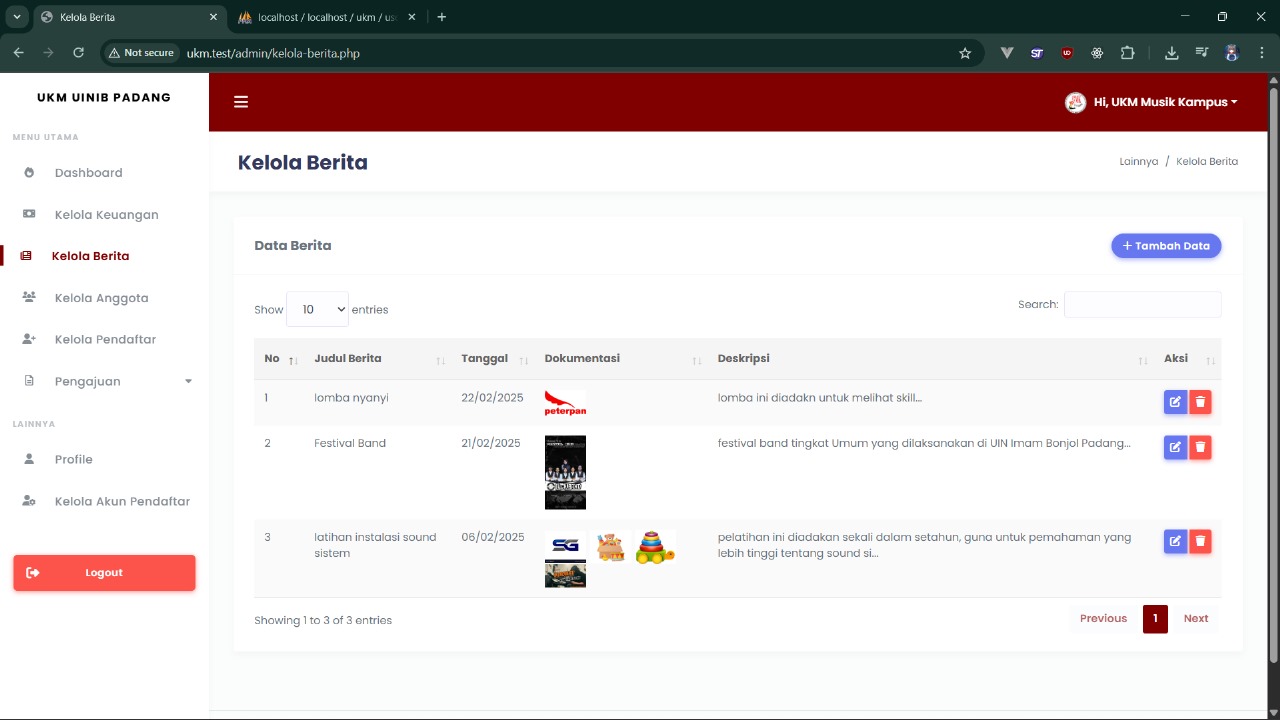 Kelola Berita
localhost / localhost / ukm / us
Not secure
ukm.test/admin/kelola-berita.php
UKM UINIB PADANG
Hi, UKM Musik Kampus
MENU UTAMA
Dashboard
Kelola Keuangan
Kelola Berita
Kelola Anggota
Kelola Pendaftar
Pengajuan
LAINNYA
Profile
Kelola Akun Pendaftar
Logout
Kelola Berita
Lainnya / Kelola Berita
Data Berita
+ Tambah Data
Show 10 entries
Search:
No Judul Berita Tanggal Dokumentasi Deskripsi Aksi
1 lomba nyanyi 22/02/2025 peterpan lomba ini diadakn untuk melihat skill...
2 Festival Band 21/02/2025 festival band tingkat Umum yang dilaksanakan di UIN Imam Bonjol Padang...
3 latihan instalasi sound 06/02/2025 SG pelatihan ini diadakan sekali dalam setahun, guna untuk pemahaman yang
sistem lebih tinggi tentang sound si...
Showing 1 to 3 of 3 entries
Previous 1 Next